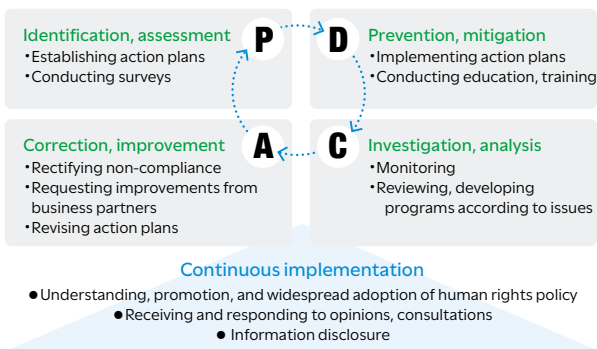 Identification, assessment
・Establishing action plans
・Conducting surveys
P
D
Prevention, mitigation
・Implementing action plans
・Conducting education, training
Correction, improvement
・Rectifying non-compliance
・Requesting improvements from
business partners
・Revising action plans
A
C
Investigation, analysis
・Monitoring
・Reviewing, developing
programs according to issues
Continuous implementation
●Understanding, promotion, and widespread adoption of human rights policy
●Receiving and responding to opinions, consultations
● Information disclosure